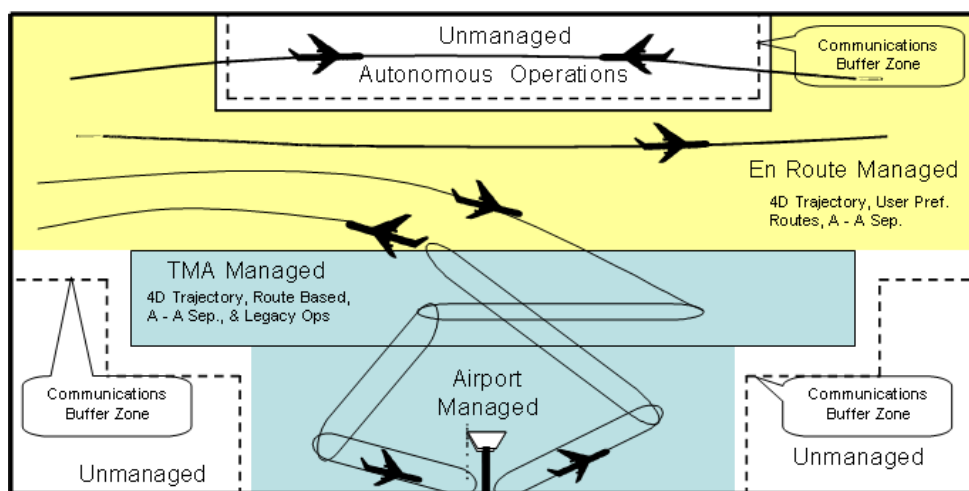 Unmanaged
Autonomous Operations
Communications
Buffer Zone
En Route Managed
4D Trajectory, User Pref.
Routes, A - A Sep.
TMA Managed
4D Trajectory, Route Based,
A - A Sep., & Legacy Ops
Communications
Buffer Zone
Airport
Managed
Communications
Buffer Zone
Unmanaged
Unmanaged